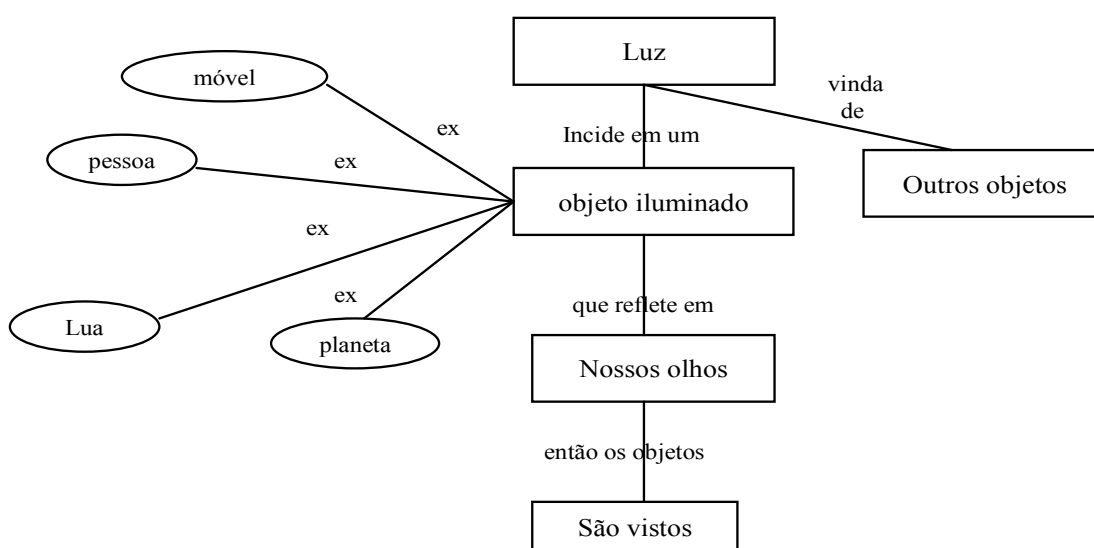 Luz
móvel
vinda
de
ex
Incide em um
pessoa
ex
Outros objetos
objeto iluminado
ex
ex
que reflete em
Lua
planeta
Nossos olhos
então os objetos
São vistos